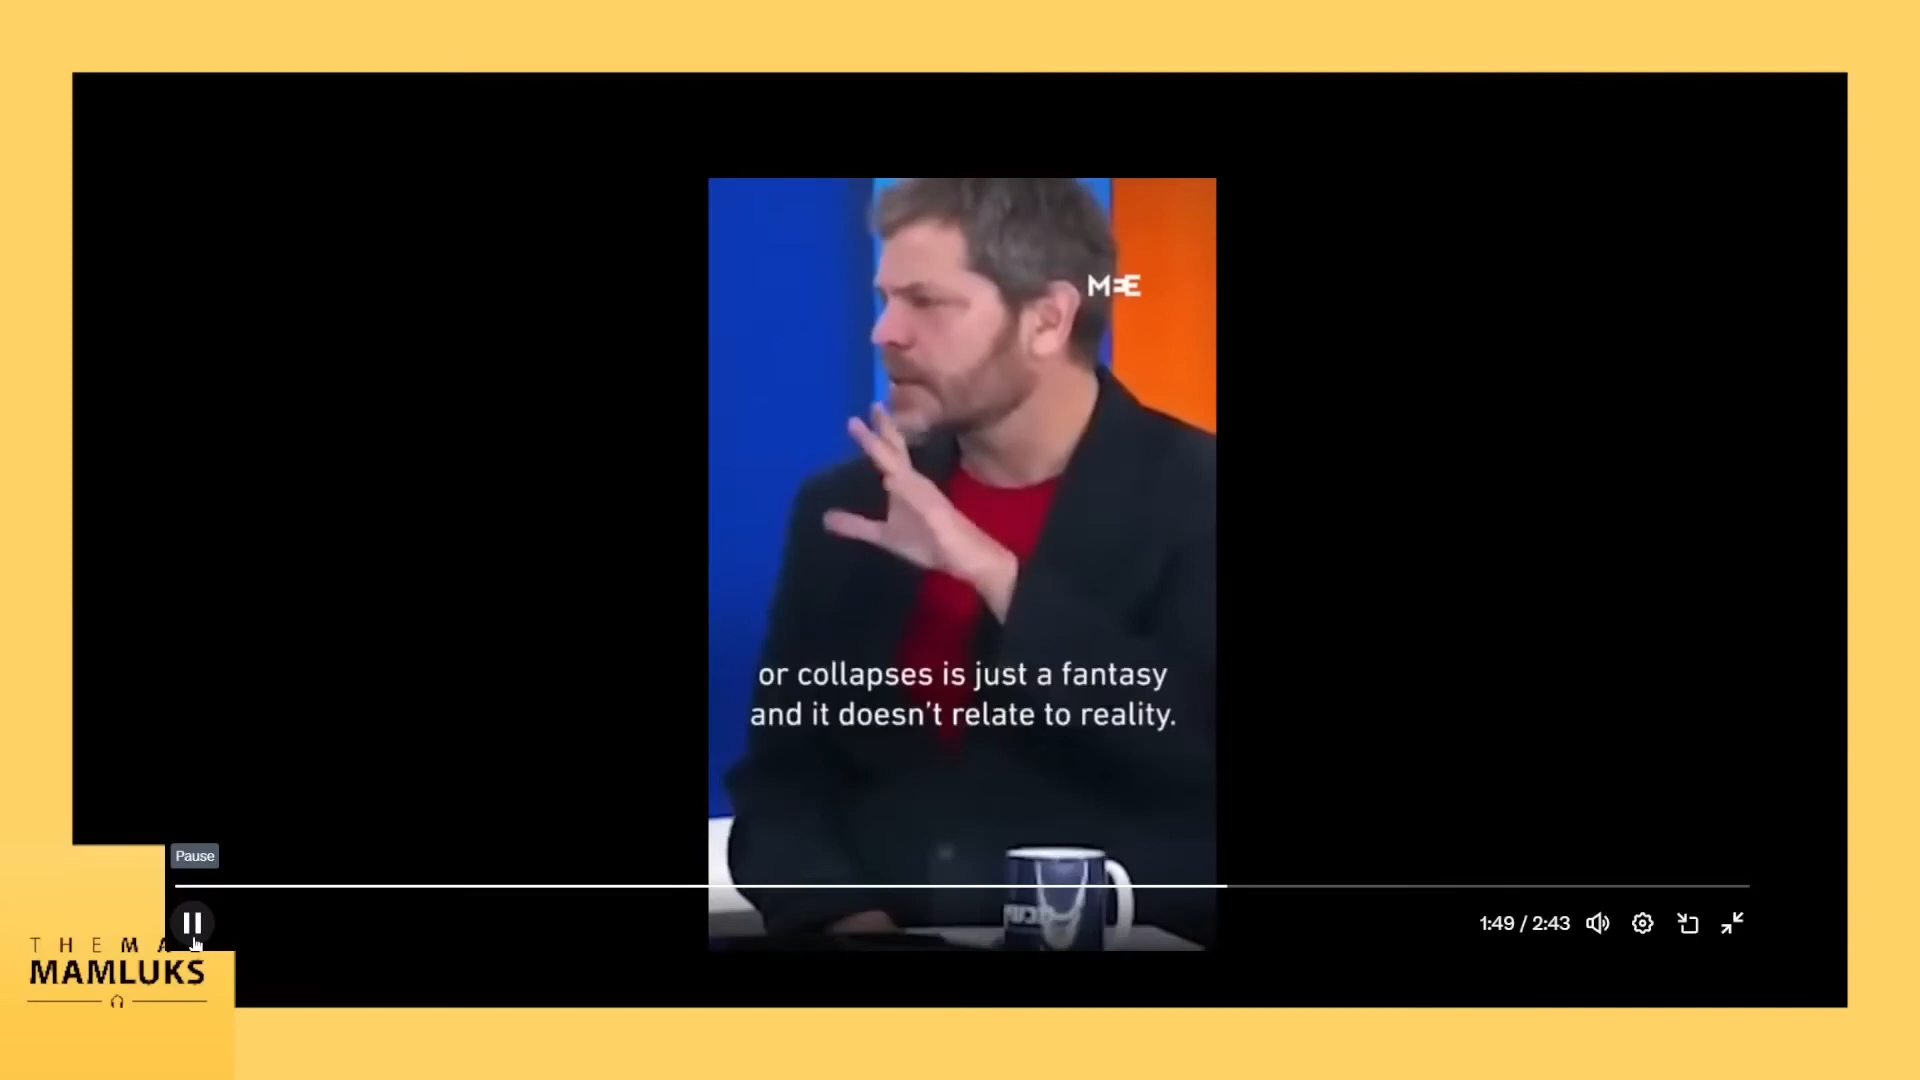 MEE
or collapses is just a fantasy
and it doesn't relate to reality.
Pause
1:49 / 2:43
THE MA
MAMLUKS